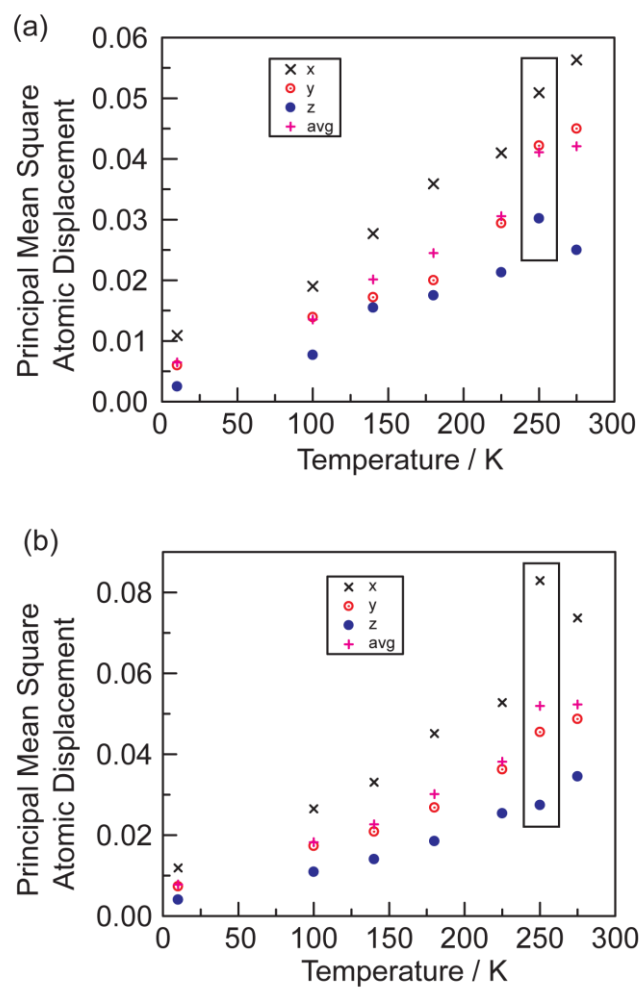 (a)
Principal Mean Square
Atomic Displacement
0.06
0.05
0.04
0.03
0.02
0.01
0.00
x
y
z
avg
0
50
100
150
200
250
300
Temperature / K
(b)
Principal Mean Square
Atomic Displacement
0.08
0.06
0.04
0.02
0.00
x
y
z
avg
0
50
100
150
200
250
300
Temperature / K